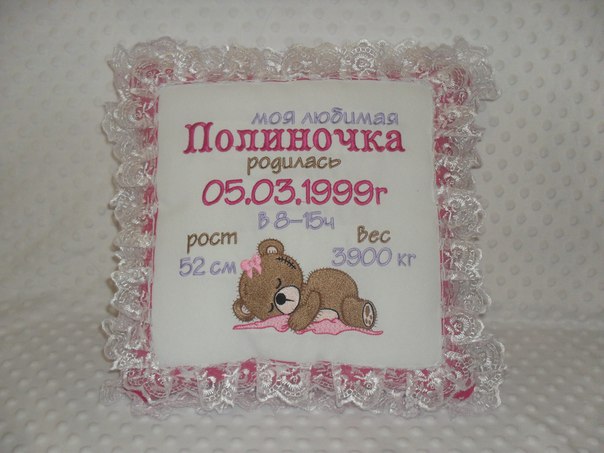 моя любимая
Полиночка
родилась
05.03.1999г
в 8-15ч
рост вес
52 см 3900 кг